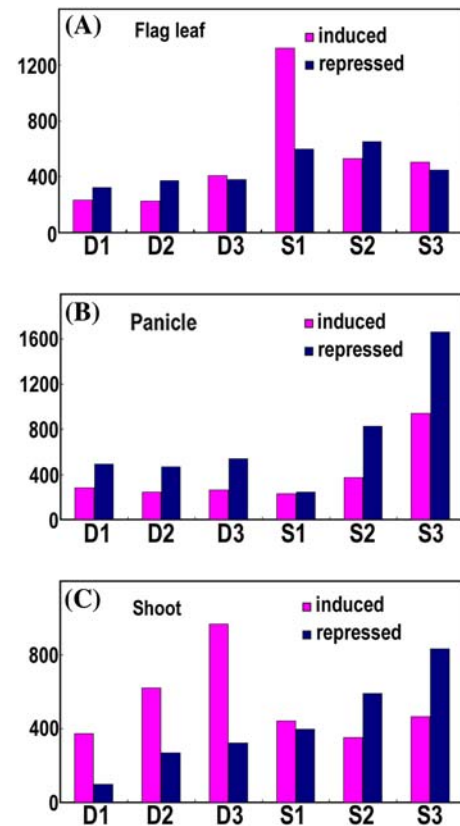 (A) Flag leaf
induced
repressed
1200
800
400
0
D1 D2 D3 S1 S2 S3
(B) Panicle
induced
repressed
1600
1200
800
400
0
D1 D2 D3 S1 S2 S3
(C) Shoot
induced
repressed
800
400
0
D1 D2 D3 S1 S2 S3